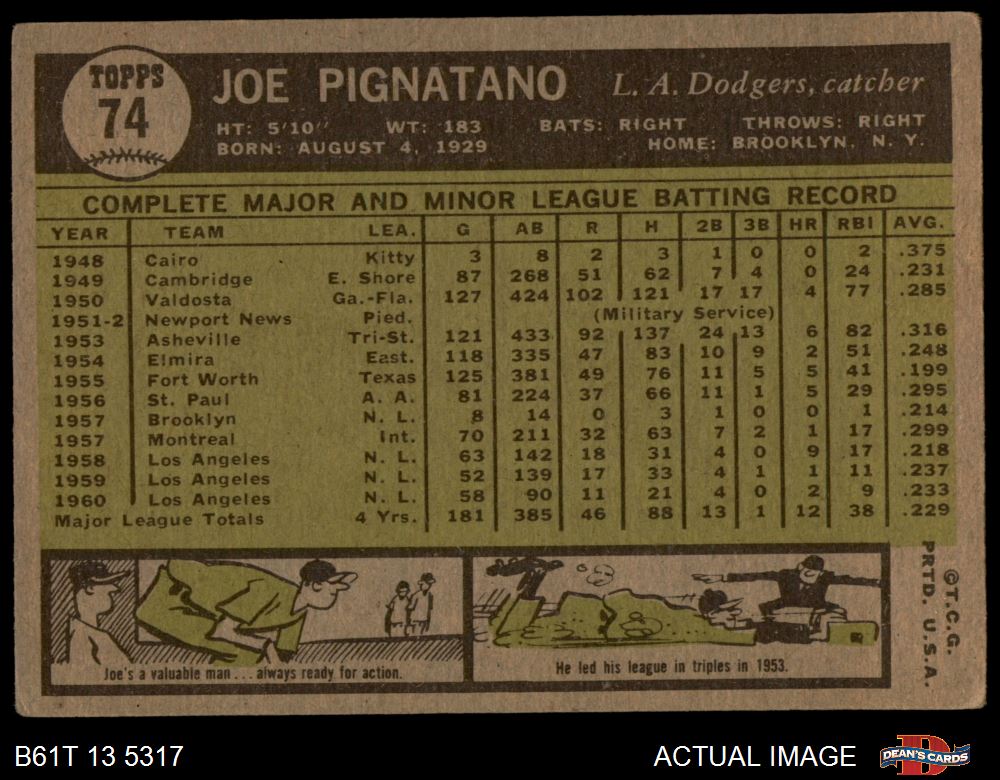 TOPPS
74
JOE PIGNATANO L. A. Dodgers, catcher
HT: 5'10" WT: 183 BATS: RIGHT THROWS: RIGHT
BORN: AUGUST 4, 1929 HOME: BROOKLYN, N. Y.
COMPLETE MAJOR AND MINOR LEAGUE BATTING RECORD
YEAR TEAM LEA. G AB R H 2B 3B HR RBI AVG.
1948 Cairo Kitty 3 8 2 3 1 0 0 2 .375
1949 Cambridge E. Shore 87 268 51 62 7 4 0 24 .231
1950 Valdosta Ga.-Fla. 127 424 102 121 17 17 4 77 .285
1951-2 Newport News Pied. (Military Service)
1953 Asheville Tri-St. 121 433 92 137 24 13 6 82 .316
1954 Elmira East. 118 335 47 83 10 9 2 51 .248
1955 Fort Worth Texas 125 381 49 76 11 5 5 41 .199
1956 St. Paul A. A. 81 224 37 66 11 1 5 29 .295
1957 Brooklyn N. L. 8 14 0 3 1 0 0 1 .214
1957 Montreal Int. 70 211 32 63 7 2 1 17 .299
1958 Los Angeles N. L. 63 142 18 31 4 0 9 17 .218
1959 Los Angeles N. L. 52 139 17 33 4 1 1 11 .237
1960 Los Angeles N. L. 58 90 11 21 4 0 2 9 .233
Major League Totals 4 Yrs. 181 385 46 88 13 1 12 38 .229
Joe's a valuable man . . . always ready for action.
He led his league in triples in 1953.
©T.C.G.
PRTD. U.S.A.
B61T 13 5317
ACTUAL IMAGE
D
DEAN'S CARDS